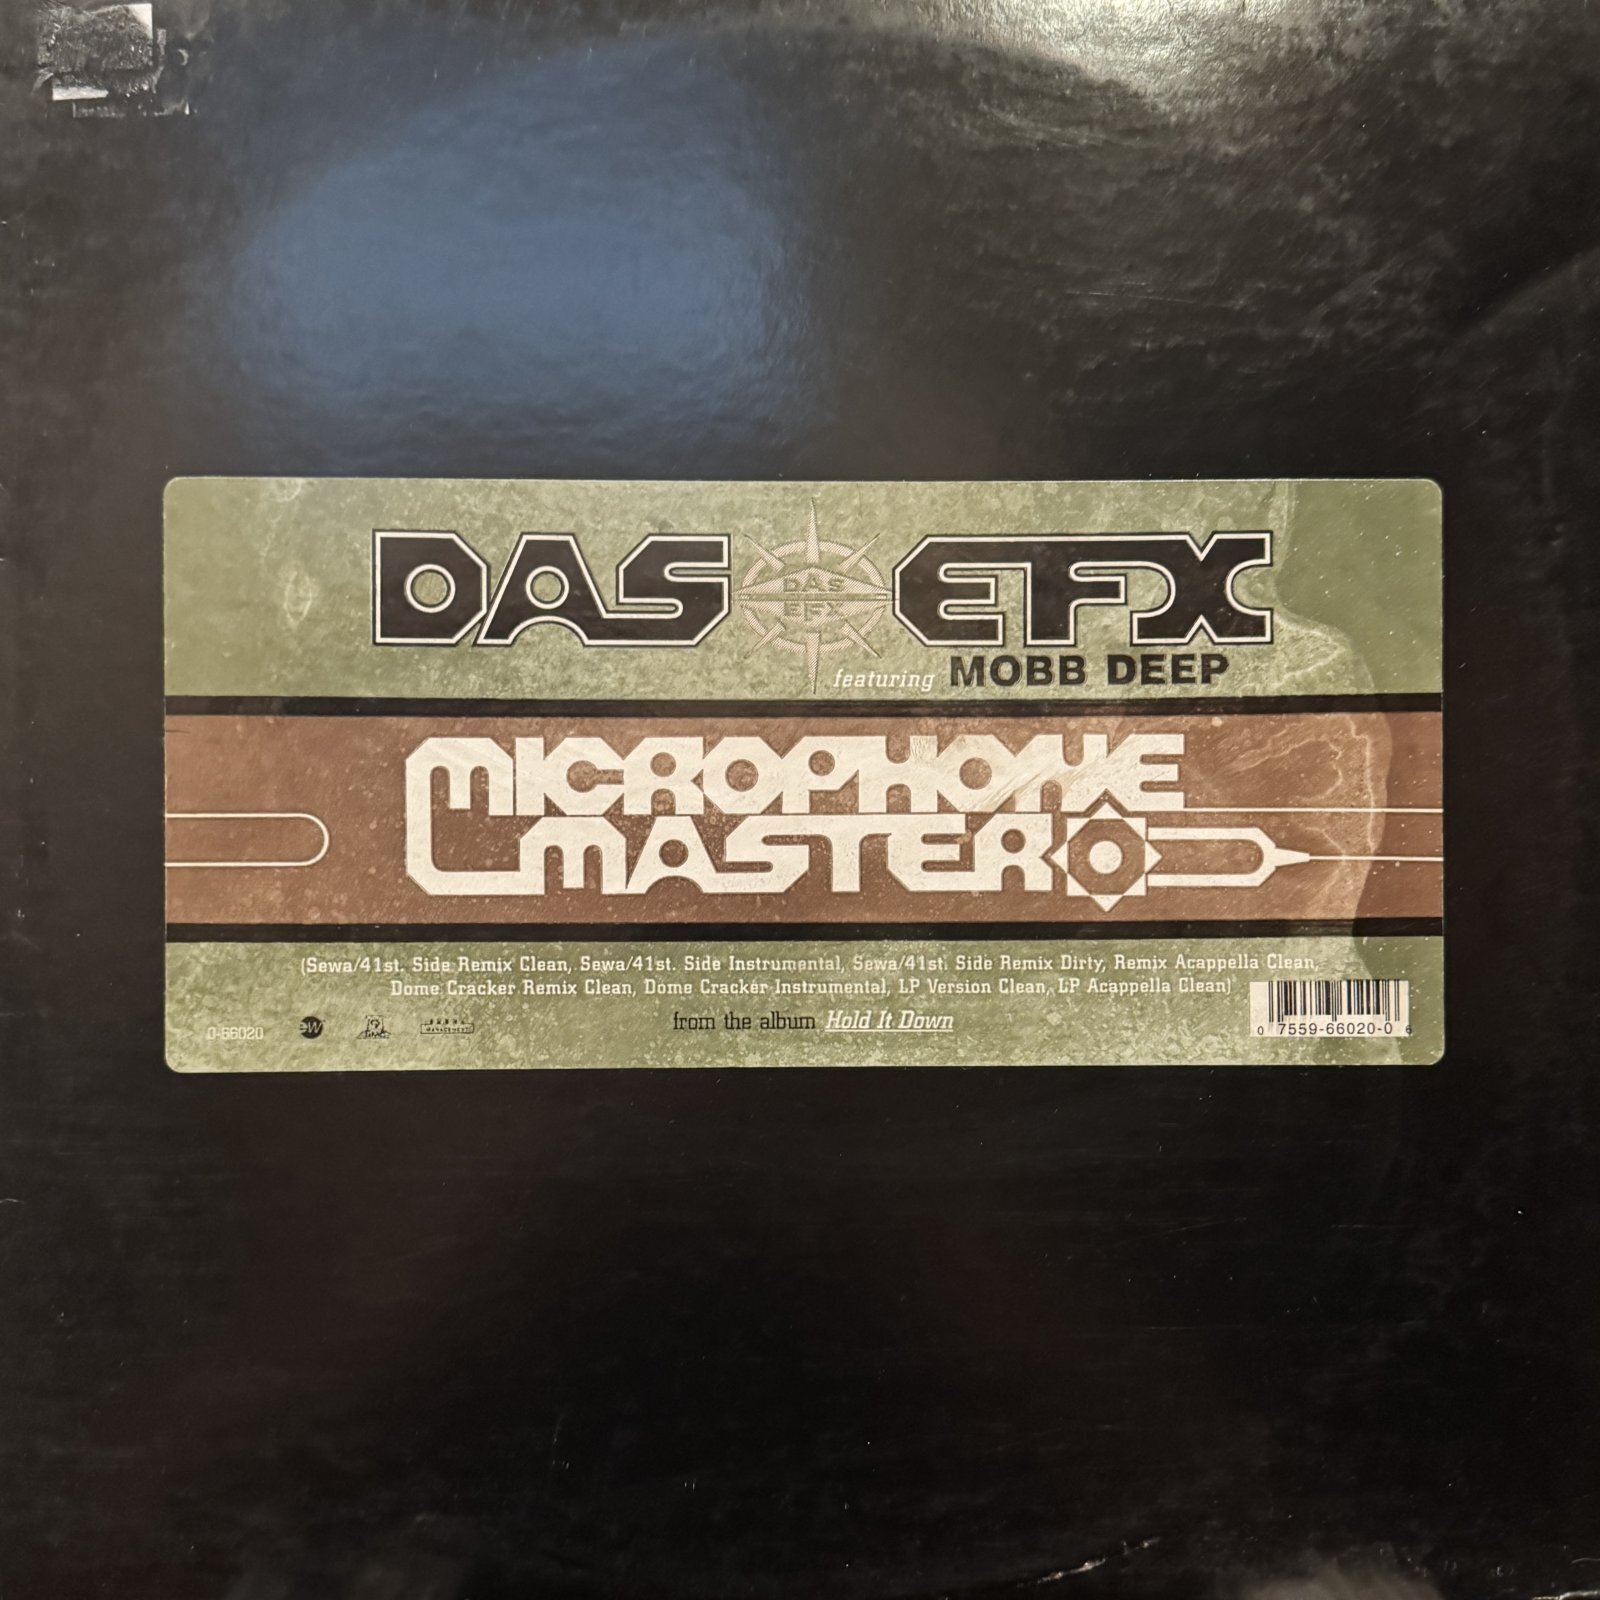 DAS EFX
DAS
EFX
featuring MOBB DEEP
MICROPHONE
MASTER
(Sewa/41st. Side Remix Clean, Sewa/41st. Side Instrumental, Sewa/41st. Side Remix Dirty, Remix Acappella Clean,
Dome Cracker Remix Clean, Dome Cracker Instrumental, LP Version Clean, LP Acappella Clean)
0-66020
ew
from the album Hold It Down
0 7559-66020-0 6